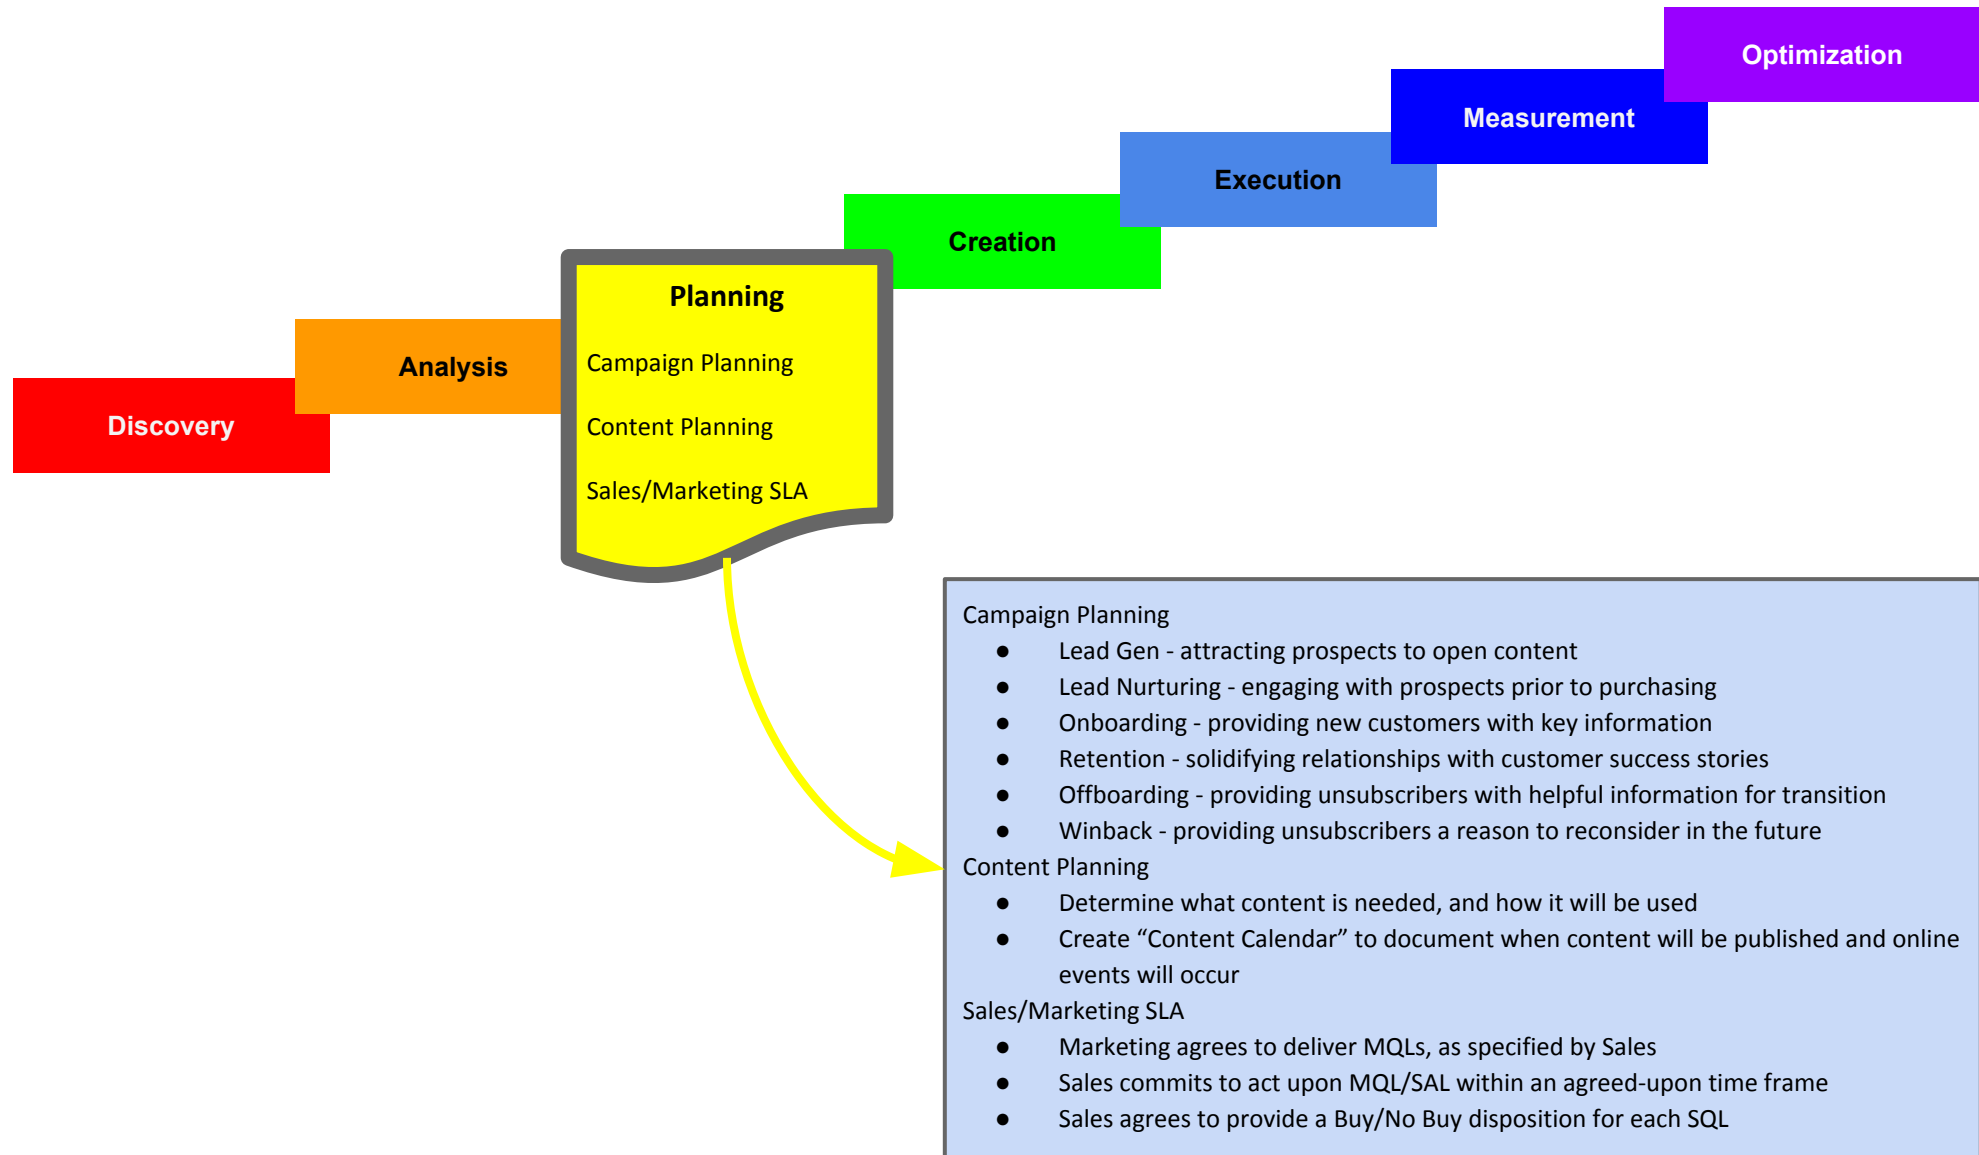 Optimization
Measurement
Execution
Creation
Planning
Campaign Planning
Content Planning
Sales/Marketing SLA
Analysis
Discovery
Campaign Planning
● Lead Gen - attracting prospects to open content
● Lead Nurturing - engaging with prospects prior to purchasing
● Onboarding - providing new customers with key information
● Retention - solidifying relationships with customer success stories
● Offboarding - providing unsubscribers with helpful information for transition
● Winback - providing unsubscribers a reason to reconsider in the future
Content Planning
● Determine what content is needed, and how it will be used
● Create “Content Calendar” to document when content will be published and online
events will occur
Sales/Marketing SLA
● Marketing agrees to deliver MQLs, as specified by Sales
● Sales commits to act upon MQL/SAL within an agreed-upon time frame
● Sales agrees to provide a Buy/No Buy disposition for each SQL